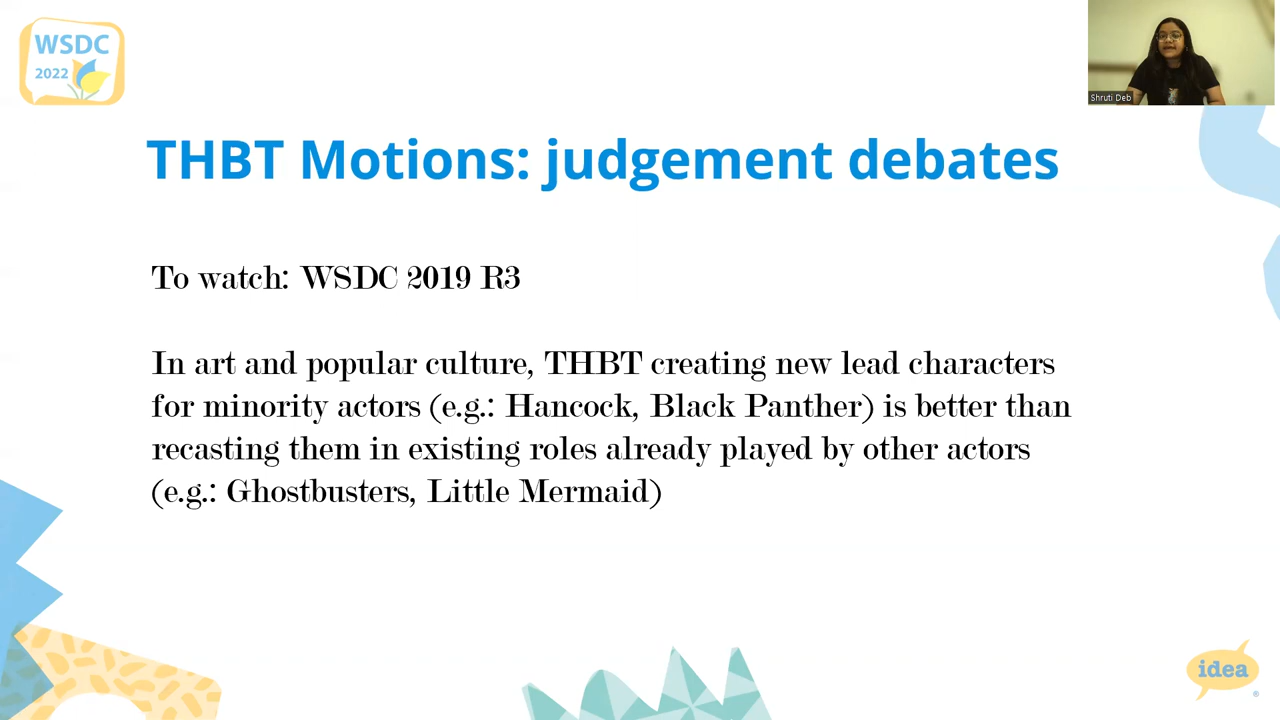 WSDC
2022
Shruti Deb
THBT Motions: judgement debates
To watch: WSDC 2019 R3
In art and popular culture, THBT creating new lead characters
for minority actors (e.g.: Hancock, Black Panther) is better than
recasting them in existing roles already played by other actors
(e.g.: Ghostbusters, Little Mermaid)
idea
®